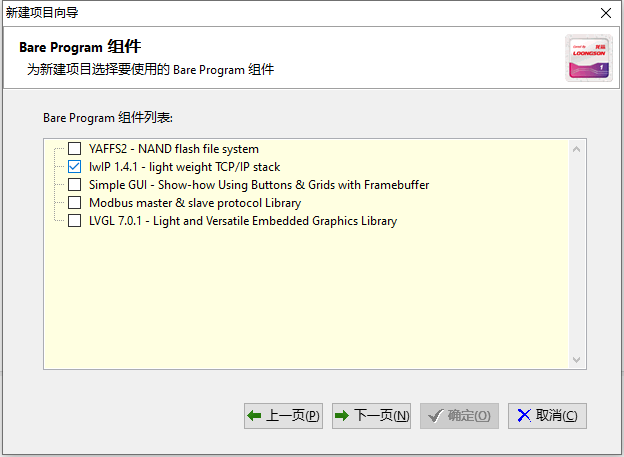 新建项目向导
Bare Program 组件
为新建项目选择要使用的 Bare Program 组件
LOONGSON
Bare Program 组件列表:
YAFFS2 - NAND flash file system
lwIP 1.4.1 - light weight TCP/IP stack
Simple GUI - Show-how Using Buttons & Grids with Framebuffer
Modbus master & slave protocol Library
LVGL 7.0.1 - Light and Versatile Embedded Graphics Library
上一页(P) 下一页(N) 确定(O) 取消(C)